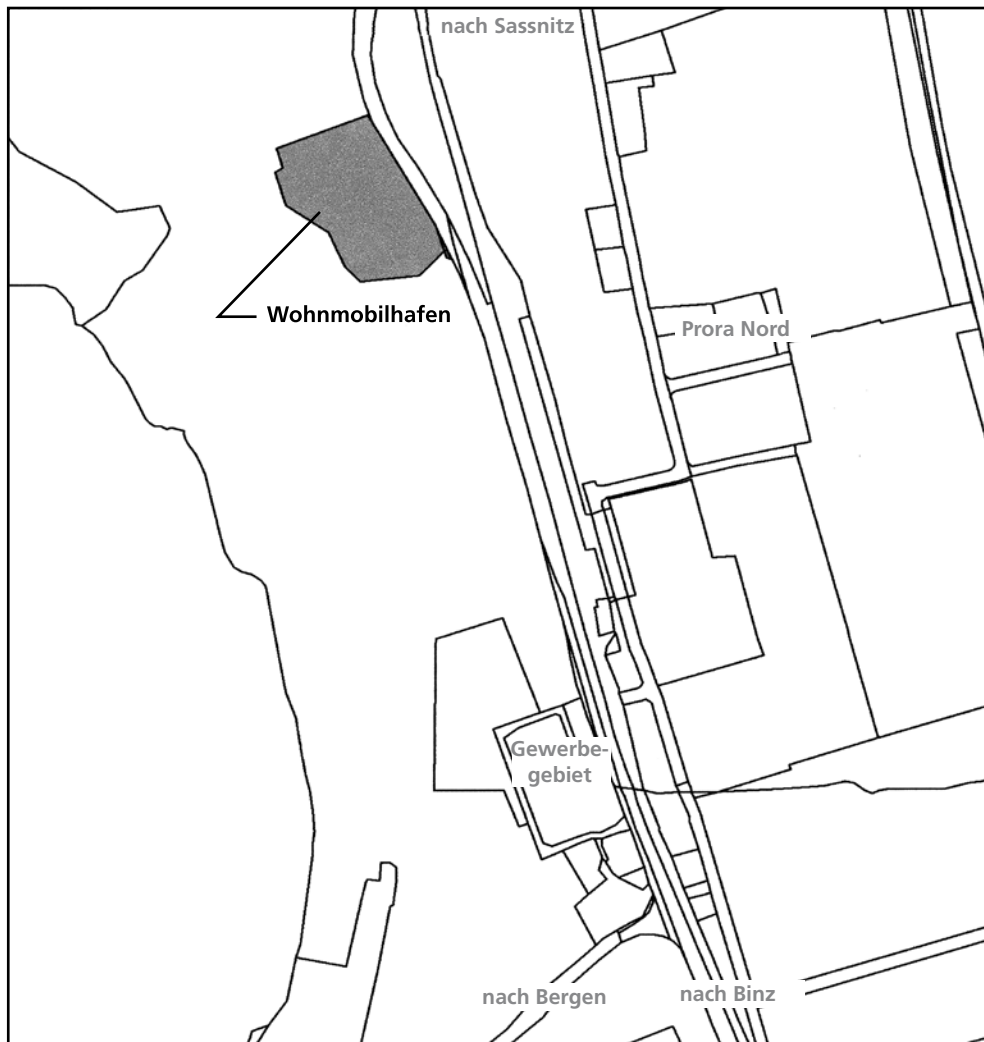 nach Sassnitz
Wohnmobilhafen
Prora Nord
Gewerbe-
gebiet
nach Bergen
nach Binz